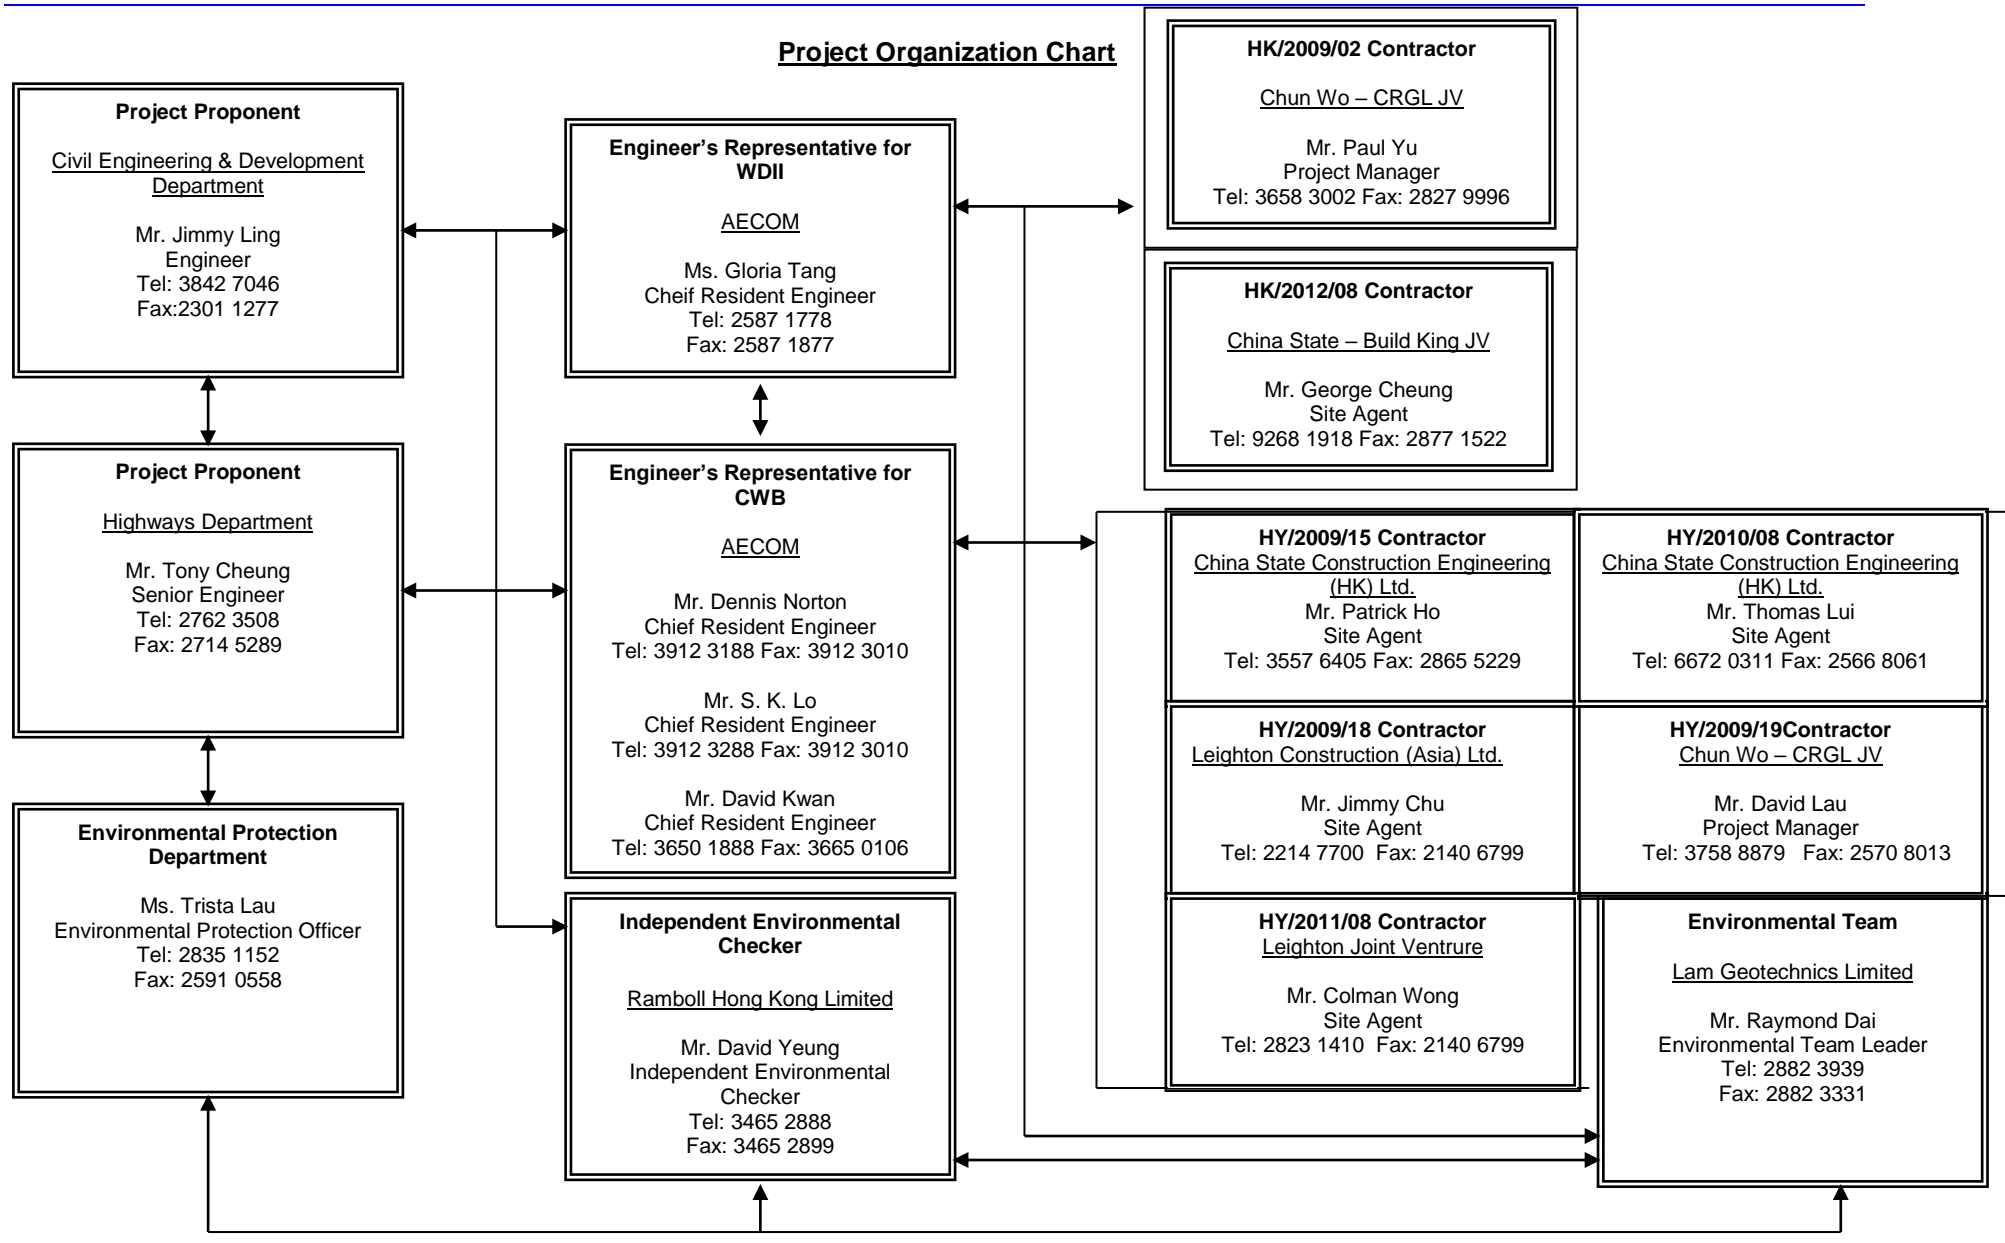 Project Organization Chart
Project Proponent
Civil Engineering & Development
Department
Mr. Jimmy Ling
Engineer
Tel: 3842 7046
Fax:2301 1277
Project Proponent
Highways Department
Mr. Tony Cheung
Senior Engineer
Tel: 2762 3508
Fax: 2714 5289
Environmental Protection
Department
Ms. Trista Lau
Environmental Protection Officer
Tel: 2835 1152
Fax: 2591 0558
Engineer’s Representative for
WDII
AECOM
Ms. Gloria Tang
Cheif Resident Engineer
Tel: 2587 1778
Fax: 2587 1877
Engineer’s Representative for
CWB
AECOM
Mr. Dennis Norton
Chief Resident Engineer
Tel: 3912 3188 Fax: 3912 3010
Mr. S. K. Lo
Chief Resident Engineer
Tel: 3912 3288 Fax: 3912 3010
Mr. David Kwan
Chief Resident Engineer
Tel: 3650 1888 Fax: 3665 0106
Independent Environmental
Checker
Ramboll Hong Kong Limited
Mr. David Yeung
Independent Environmental
Checker
Tel: 3465 2888
Fax: 3465 2899
HK/2009/02 Contractor
Chun Wo – CRGL JV
Mr. Paul Yu
Project Manager
Tel: 3658 3002 Fax: 2827 9996
HK/2012/08 Contractor
China State – Build King JV
Mr. George Cheung
Site Agent
Tel: 9268 1918 Fax: 2877 1522
HY/2009/15 Contractor
China State Construction Engineering
(HK) Ltd.
Mr. Patrick Ho
Site Agent
Tel: 3557 6405 Fax: 2865 5229
HY/2010/08 Contractor
China State Construction Engineering
(HK) Ltd.
Mr. Thomas Lui
Site Agent
Tel: 6672 0311 Fax: 2566 8061
HY/2009/18 Contractor
Leighton Construction (Asia) Ltd.
Mr. Jimmy Chu
Site Agent
Tel: 2214 7700 Fax: 2140 6799
HY/2009/19Contractor
Chun Wo – CRGL JV
Mr. David Lau
Project Manager
Tel: 3758 8879 Fax: 2570 8013
HY/2011/08 Contractor
Leighton Joint Ventrure
Mr. Colman Wong
Site Agent
Tel: 2823 1410 Fax: 2140 6799
Environmental Team
Lam Geotechnics Limited
Mr. Raymond Dai
Environmental Team Leader
Tel: 2882 3939
Fax: 2882 3331